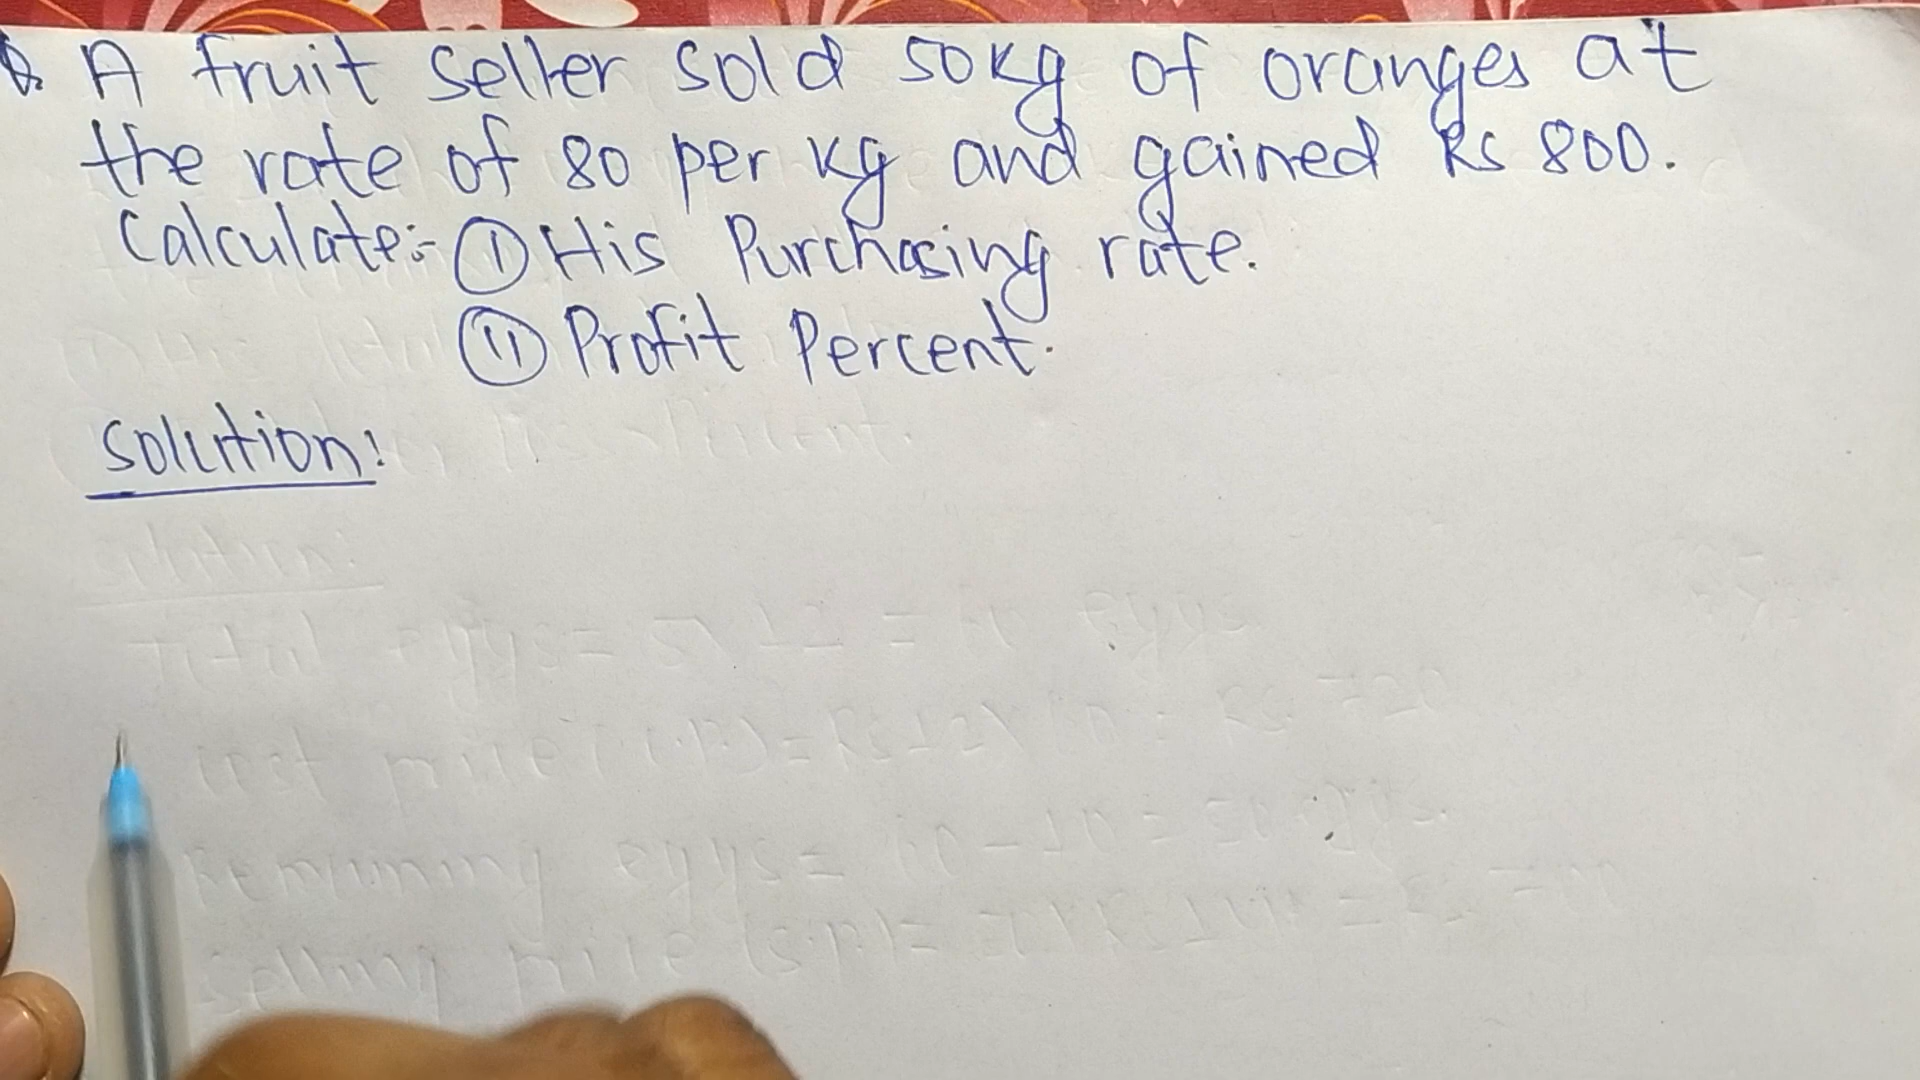 Q. A fruit seller sold 50kg of oranges at
the rate of 80 per kg and gained Rs 800.
Calculate:- (i) His Purchasing rate.
(ii) Profit Percent.
Solution: